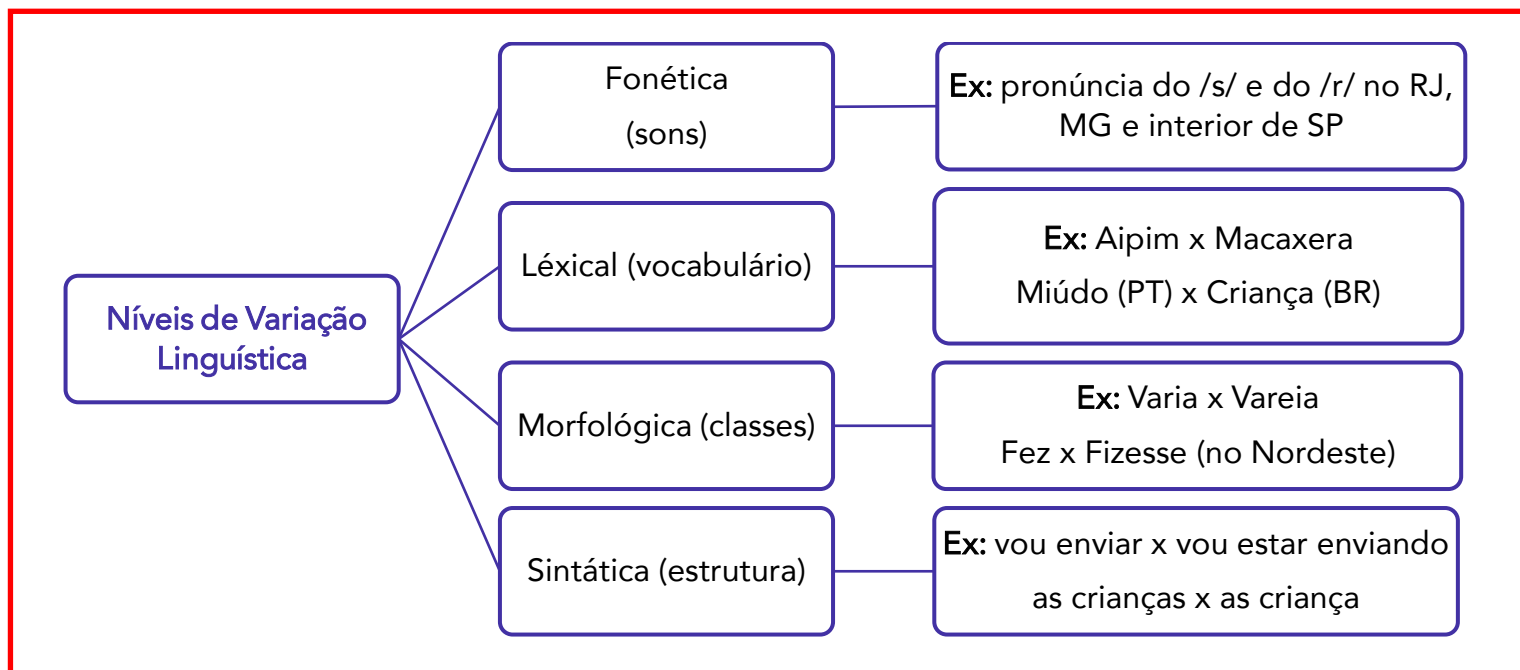 Níveis de Variação
Linguística
Fonética
(sons)
Ex: pronúncia do /s/ e do /r/ no RJ,
MG e interior de SP
Léxical (vocabulário)
Ex: Aipim x Macaxera
Miúdo (PT) x Criança (BR)
Morfológica (classes)
Ex: Varia x Vareia
Fez x Fizesse (no Nordeste)
Sintática (estrutura)
Ex: vou enviar x vou estar enviando
as crianças x as criança